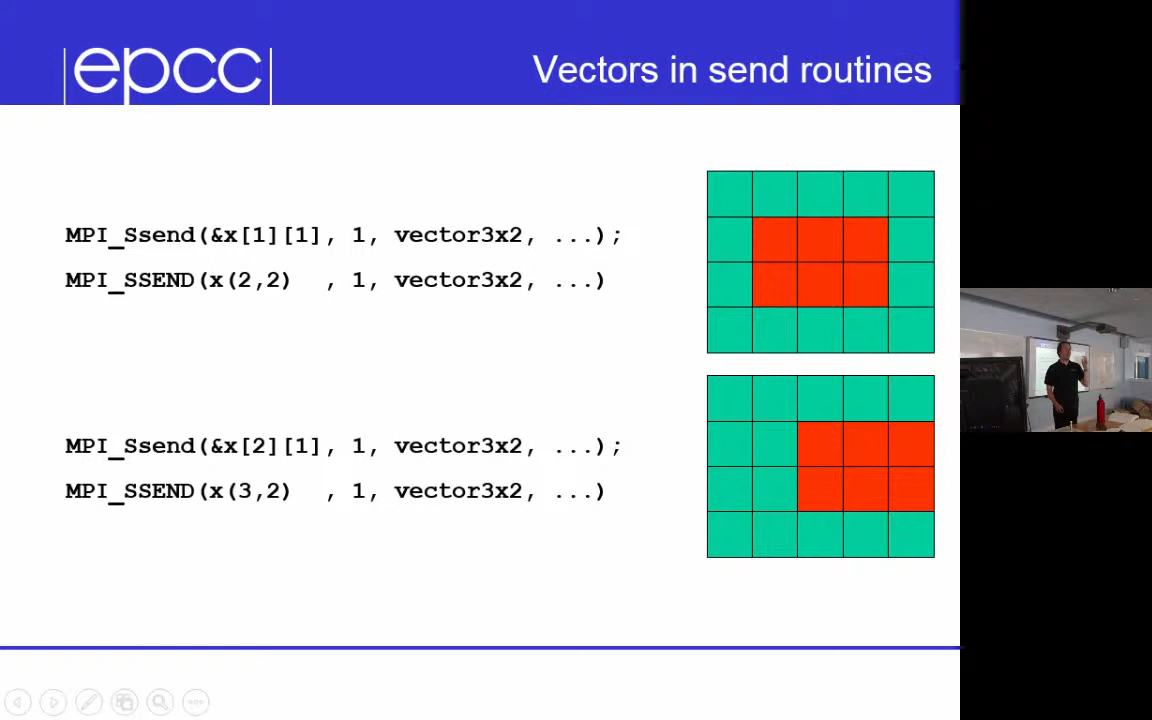 |epcc|
Vectors in send routines
MPI_Ssend(&x[1][1], 1, vector3x2, ...);
MPI_SSEND(x(2,2)  , 1, vector3x2, ...)
MPI_Ssend(&x[2][1], 1, vector3x2, ...);
MPI_SSEND(x(3,2)  , 1, vector3x2, ...)